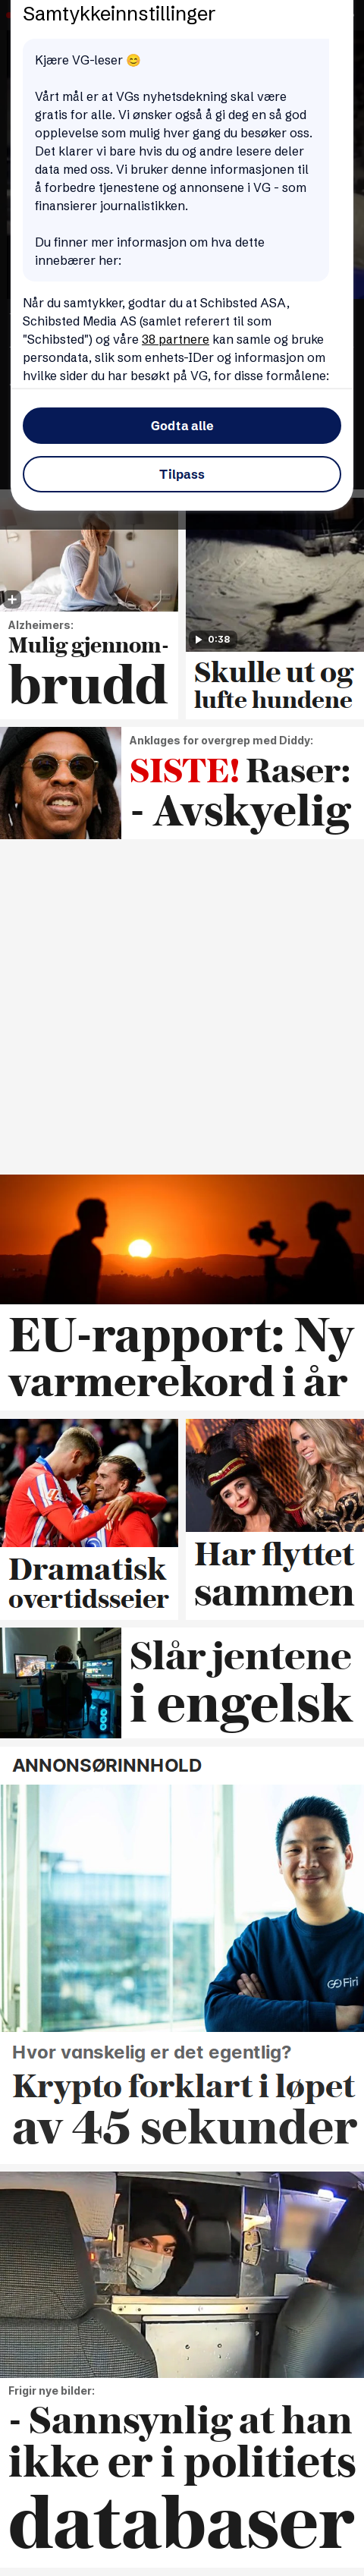 Samtykkeinnstillinger
Kjære VG-leser 😊
Vårt mål er at VGs nyhetsdekning skal være
gratis for alle. Vi ønsker også å gi deg en så god
opplevelse som mulig hver gang du besøker oss.
Det klarer vi bare hvis du og andre lesere deler
data med oss. Vi bruker denne informasjonen til
å forbedre tjenestene og annonsene i VG - som
finansierer journalistikken.
Du finner mer informasjon om hva dette
innebærer her:
Når du samtykker, godtar du at Schibsted ASA,
Schibsted Media AS (samlet referert til som
"Schibsted") og våre 38 partnere kan samle og bruke
persondata, slik som enhets-IDer og informasjon om
hvilke sider du har besøkt på VG, for disse formålene:
Godta alle
Tilpass
Alzheimers:
Mulig gjennom-
brudd
0:38
Skulle ut og
lufte hundene
Anklages for overgrep med Diddy:
SISTE! Raser:
- Avskyelig
EU-rapport: Ny
varmerekord i år
Dramatisk
overtidsseier
Har flyttet
sammen
Slår jentene
i engelsk
ANNONSØRINNHOLD
Firi
Hvor vanskelig er det egentlig?
Krypto forklart i løpet
av 45 sekunder
Frigir nye bilder:
- Sannsynlig at han
ikke er i politiets
databaser